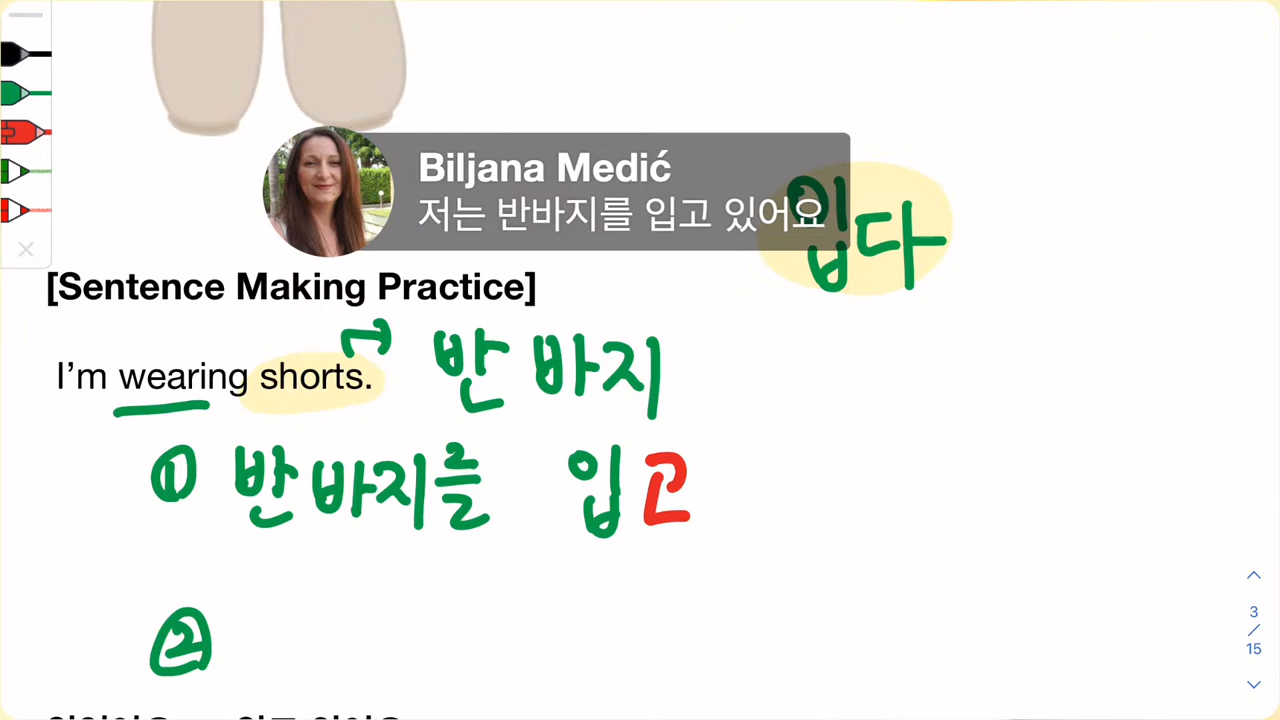 Biljana Medić
저는 반바지를 입고 있어요
입다
[Sentence Making Practice]
I'm wearing shorts. → 반바지
① 반바지를 입고
②
3
/
15